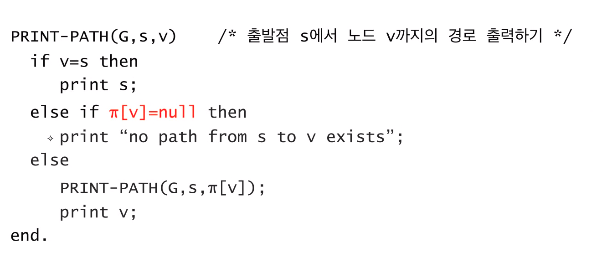 PRINT-PATH(G,s,v)    /* 출발점 s에서 노드 v까지의 경로 출력하기 */
if v=s then
print s;
else if π[v]=null then
print “no path from s to v exists”;
else
PRINT-PATH(G,s,π[v]);
print v;
end.